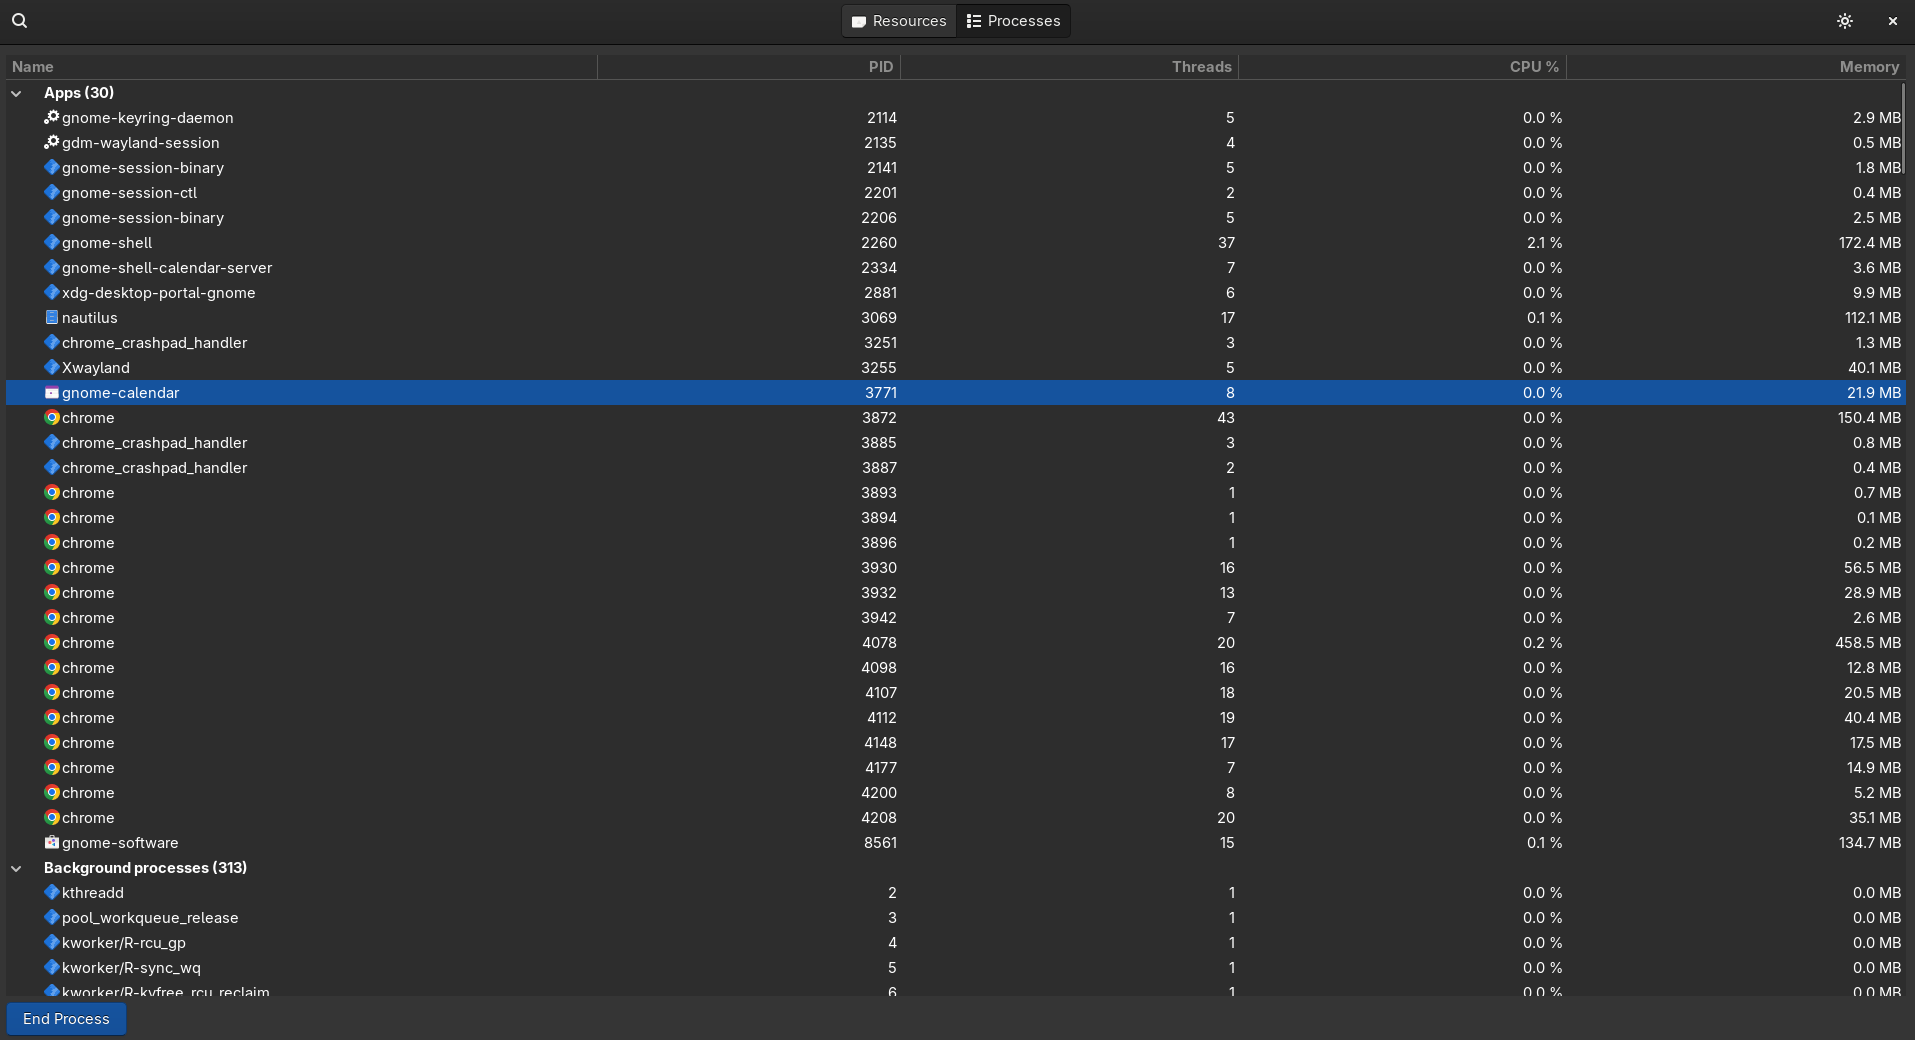 Resources Processes
Name PID Threads CPU % Memory
Apps (30)
gnome-keyring-daemon 2114 5 0.0 % 2.9 MB
gdm-wayland-session 2135 4 0.0 % 0.5 MB
gnome-session-binary 2141 5 0.0 % 1.8 MB
gnome-session-ctl 2201 2 0.0 % 0.4 MB
gnome-session-binary 2206 5 0.0 % 2.5 MB
gnome-shell 2260 37 2.1 % 172.4 MB
gnome-shell-calendar-server 2334 7 0.0 % 3.6 MB
xdg-desktop-portal-gnome 2881 6 0.0 % 9.9 MB
nautilus 3069 17 0.1 % 112.1 MB
chrome_crashpad_handler 3251 3 0.0 % 1.3 MB
Xwayland 3255 5 0.0 % 40.1 MB
gnome-calendar 3771 8 0.0 % 21.9 MB
chrome 3872 43 0.0 % 150.4 MB
chrome_crashpad_handler 3885 3 0.0 % 0.8 MB
chrome_crashpad_handler 3887 2 0.0 % 0.4 MB
chrome 3893 1 0.0 % 0.7 MB
chrome 3894 1 0.0 % 0.1 MB
chrome 3896 1 0.0 % 0.2 MB
chrome 3930 16 0.0 % 56.5 MB
chrome 3932 13 0.0 % 28.9 MB
chrome 3942 7 0.0 % 2.6 MB
chrome 4078 20 0.2 % 458.5 MB
chrome 4098 16 0.0 % 12.8 MB
chrome 4107 18 0.0 % 20.5 MB
chrome 4112 19 0.0 % 40.4 MB
chrome 4148 17 0.0 % 17.5 MB
chrome 4177 7 0.0 % 14.9 MB
chrome 4200 8 0.0 % 5.2 MB
chrome 4208 20 0.0 % 35.1 MB
gnome-software 8561 15 0.1 % 134.7 MB
Background processes (313)
kthreadd 2 1 0.0 % 0.0 MB
pool_workqueue_release 3 1 0.0 % 0.0 MB
kworker/R-rcu_gp 4 1 0.0 % 0.0 MB
kworker/R-sync_wq 5 1 0.0 % 0.0 MB
kworker/R-kvfree_rcu_reclaim 6 1 0.0 % 0.0 MB
End Process